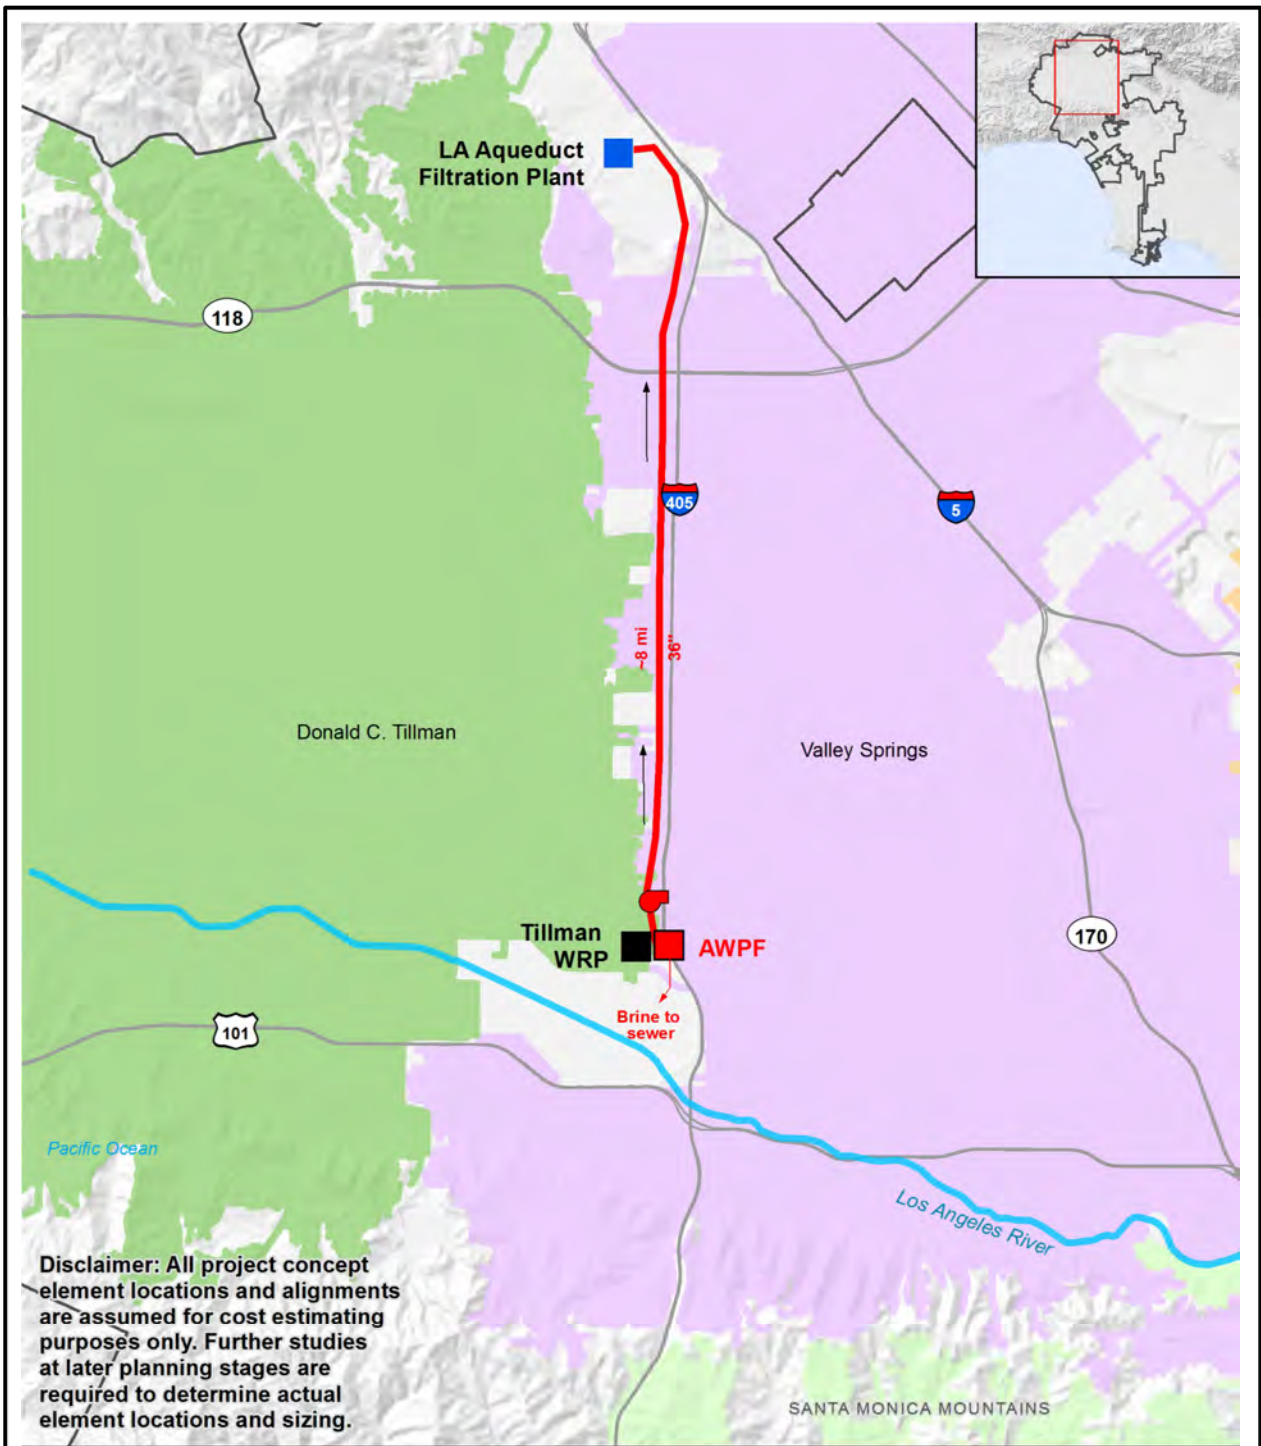 LA Aqueduct
Filtration Plant
118
405
5
~8 mi
36"
Donald C. Tillman
Valley Springs
Tillman
WRP
AWPF
170
Brine to
sewer
101
Pacific Ocean
Los Angeles River
Disclaimer: All project concept
element locations and alignments
are assumed for cost estimating
purposes only. Further studies
at later planning stages are
required to determine actual
element locations and sizing.
SANTA MONICA MOUNTAINS